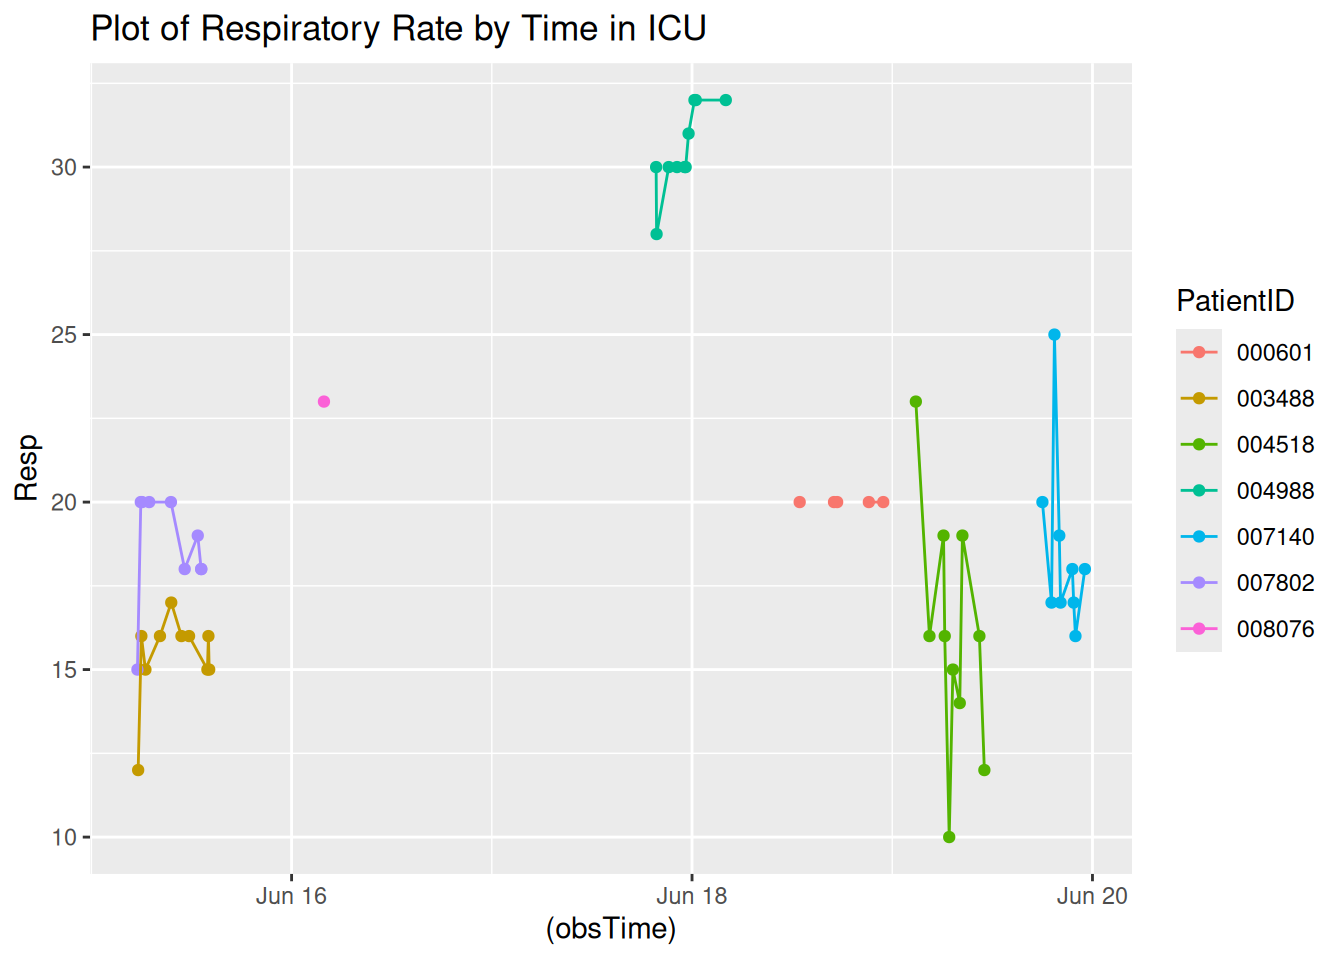 Plot of Respiratory Rate by Time in ICU
Resp
30
25
20
15
10
Jun 16 Jun 18 Jun 20
(obsTime)
PatientID
000601
003488
004518
004988
007140
007802
008076